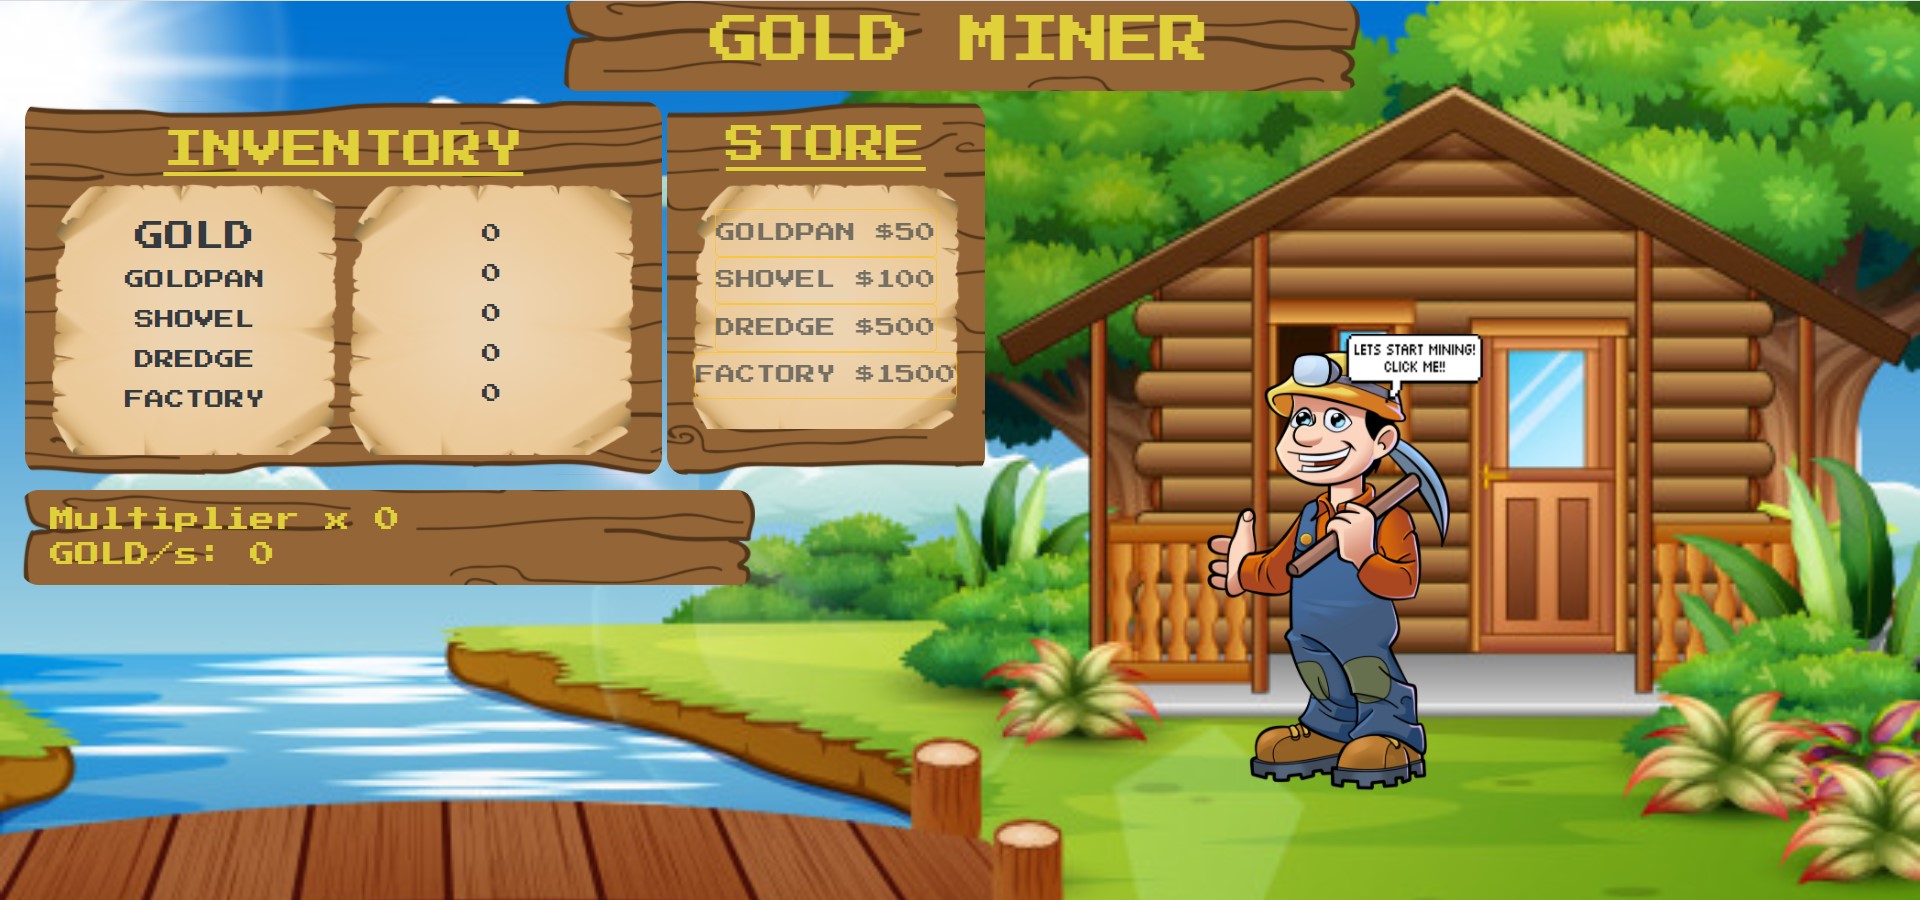 GOLD MINER
INVENTORY
GOLD 0
GOLDPAN 0
SHOVEL 0
DREDGE 0
FACTORY 0
STORE
GOLDPAN $50
SHOVEL $100
DREDGE $500
FACTORY $1500
LETS START MINING!
CLICK ME!!
Multiplier x 0
GOLD/s: 0